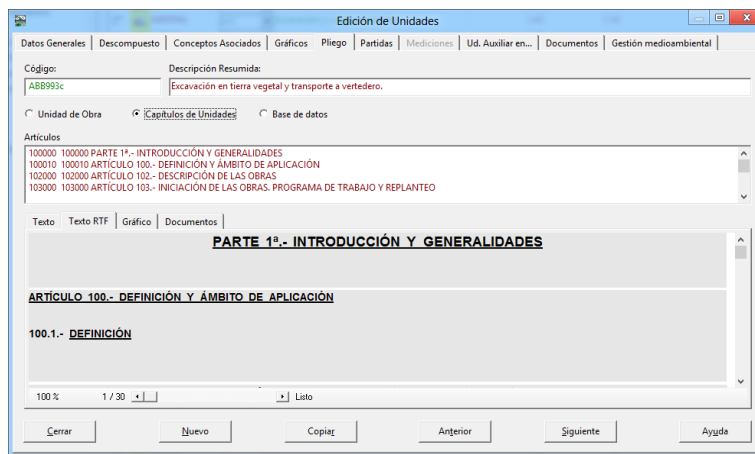 Edición de Unidades
Datos Generales Descompuesto Conceptos Asociados Gráficos Pliego Partidas Mediciones Ud. Auxiliar en... Documentos Gestión medioambiental
Código: Descripción Resumida:
ABB993c Excavación en tierra vegetal y transporte a vertedero.
Unidad de Obra Capítulos de Unidades Base de datos
Artículos
100000 100000 PARTE 1ª.- INTRODUCCIÓN Y GENERALIDADES
100010 100010 ARTÍCULO 100.- DEFINICIÓN Y ÁMBITO DE APLICACIÓN
102000 102000 ARTÍCULO 102.- DESCRIPCIÓN DE LAS OBRAS
103000 103000 ARTÍCULO 103.- INICIACIÓN DE LAS OBRAS. PROGRAMA DE TRABAJO Y REPLANTEO
Texto Texto RTF Gráfico Documentos
PARTE 1ª.- INTRODUCCIÓN Y GENERALIDADES
ARTÍCULO 100.- DEFINICIÓN Y ÁMBITO DE APLICACIÓN
100.1.- DEFINICIÓN
100 % 1 / 30 Listo
Cerrar Nuevo Copiar Anterior Siguiente Ayuda